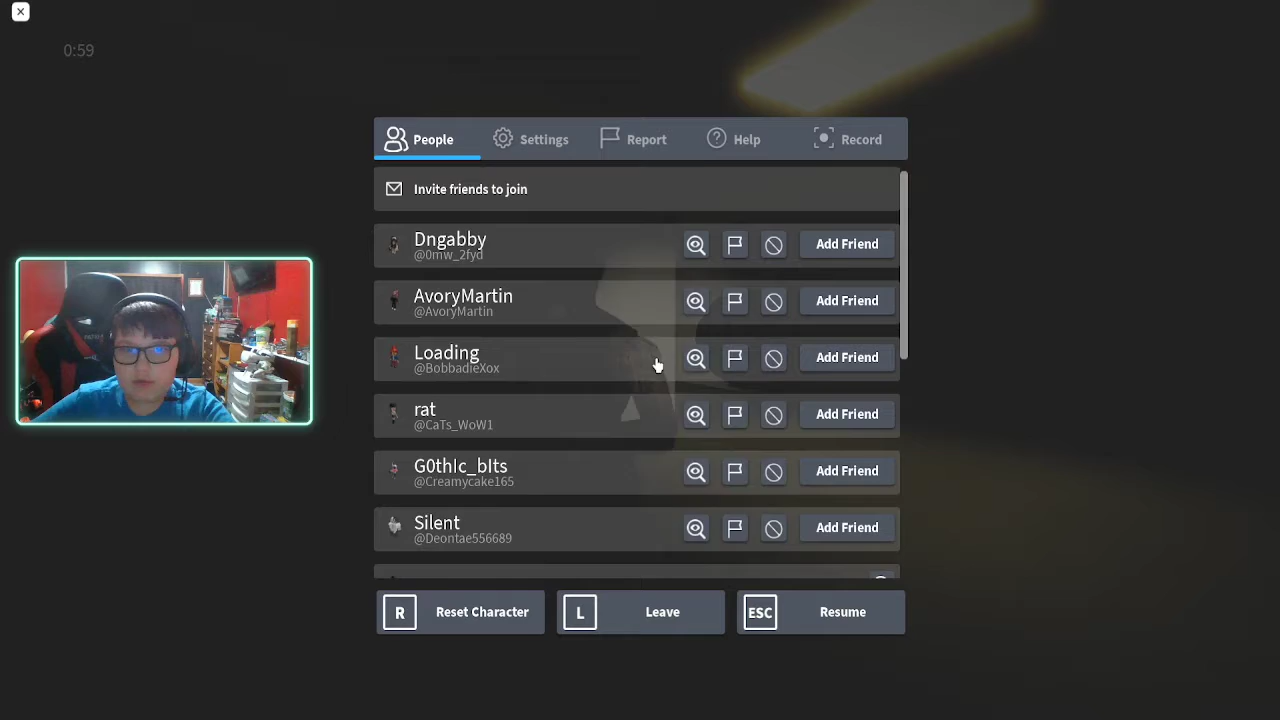 0:59
People
Settings
Report
Help
Record
Invite friends to join
Dngabby
@0mw_2fyd
Add Friend
AvoryMartin
@AvoryMartin
Add Friend
Loading
@BobbadieXox
Add Friend
rat
@CaTs_WoW1
Add Friend
G0thIc_bIts
@Creamycake165
Add Friend
Silent
@Deontae556689
Add Friend
R Reset Character
L Leave
ESC Resume